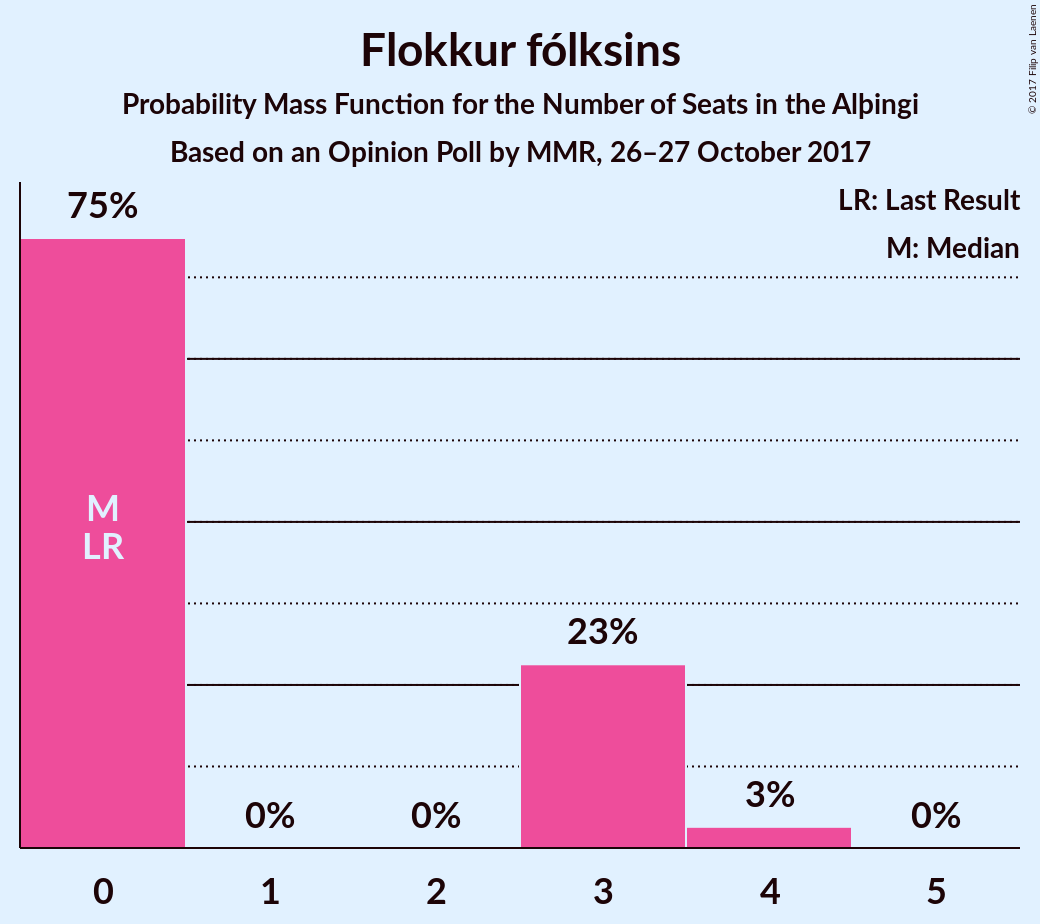 Flokkur fólksins
Probability Mass Function for the Number of Seats in the Alþingi
Based on an Opinion Poll by MMR, 26–27 October 2017
© 2017 Filip van Laenen
LR: Last Result
M: Median
75%
M
LR
0%
0%
23%
3%
0%
0 1 2 3 4 5